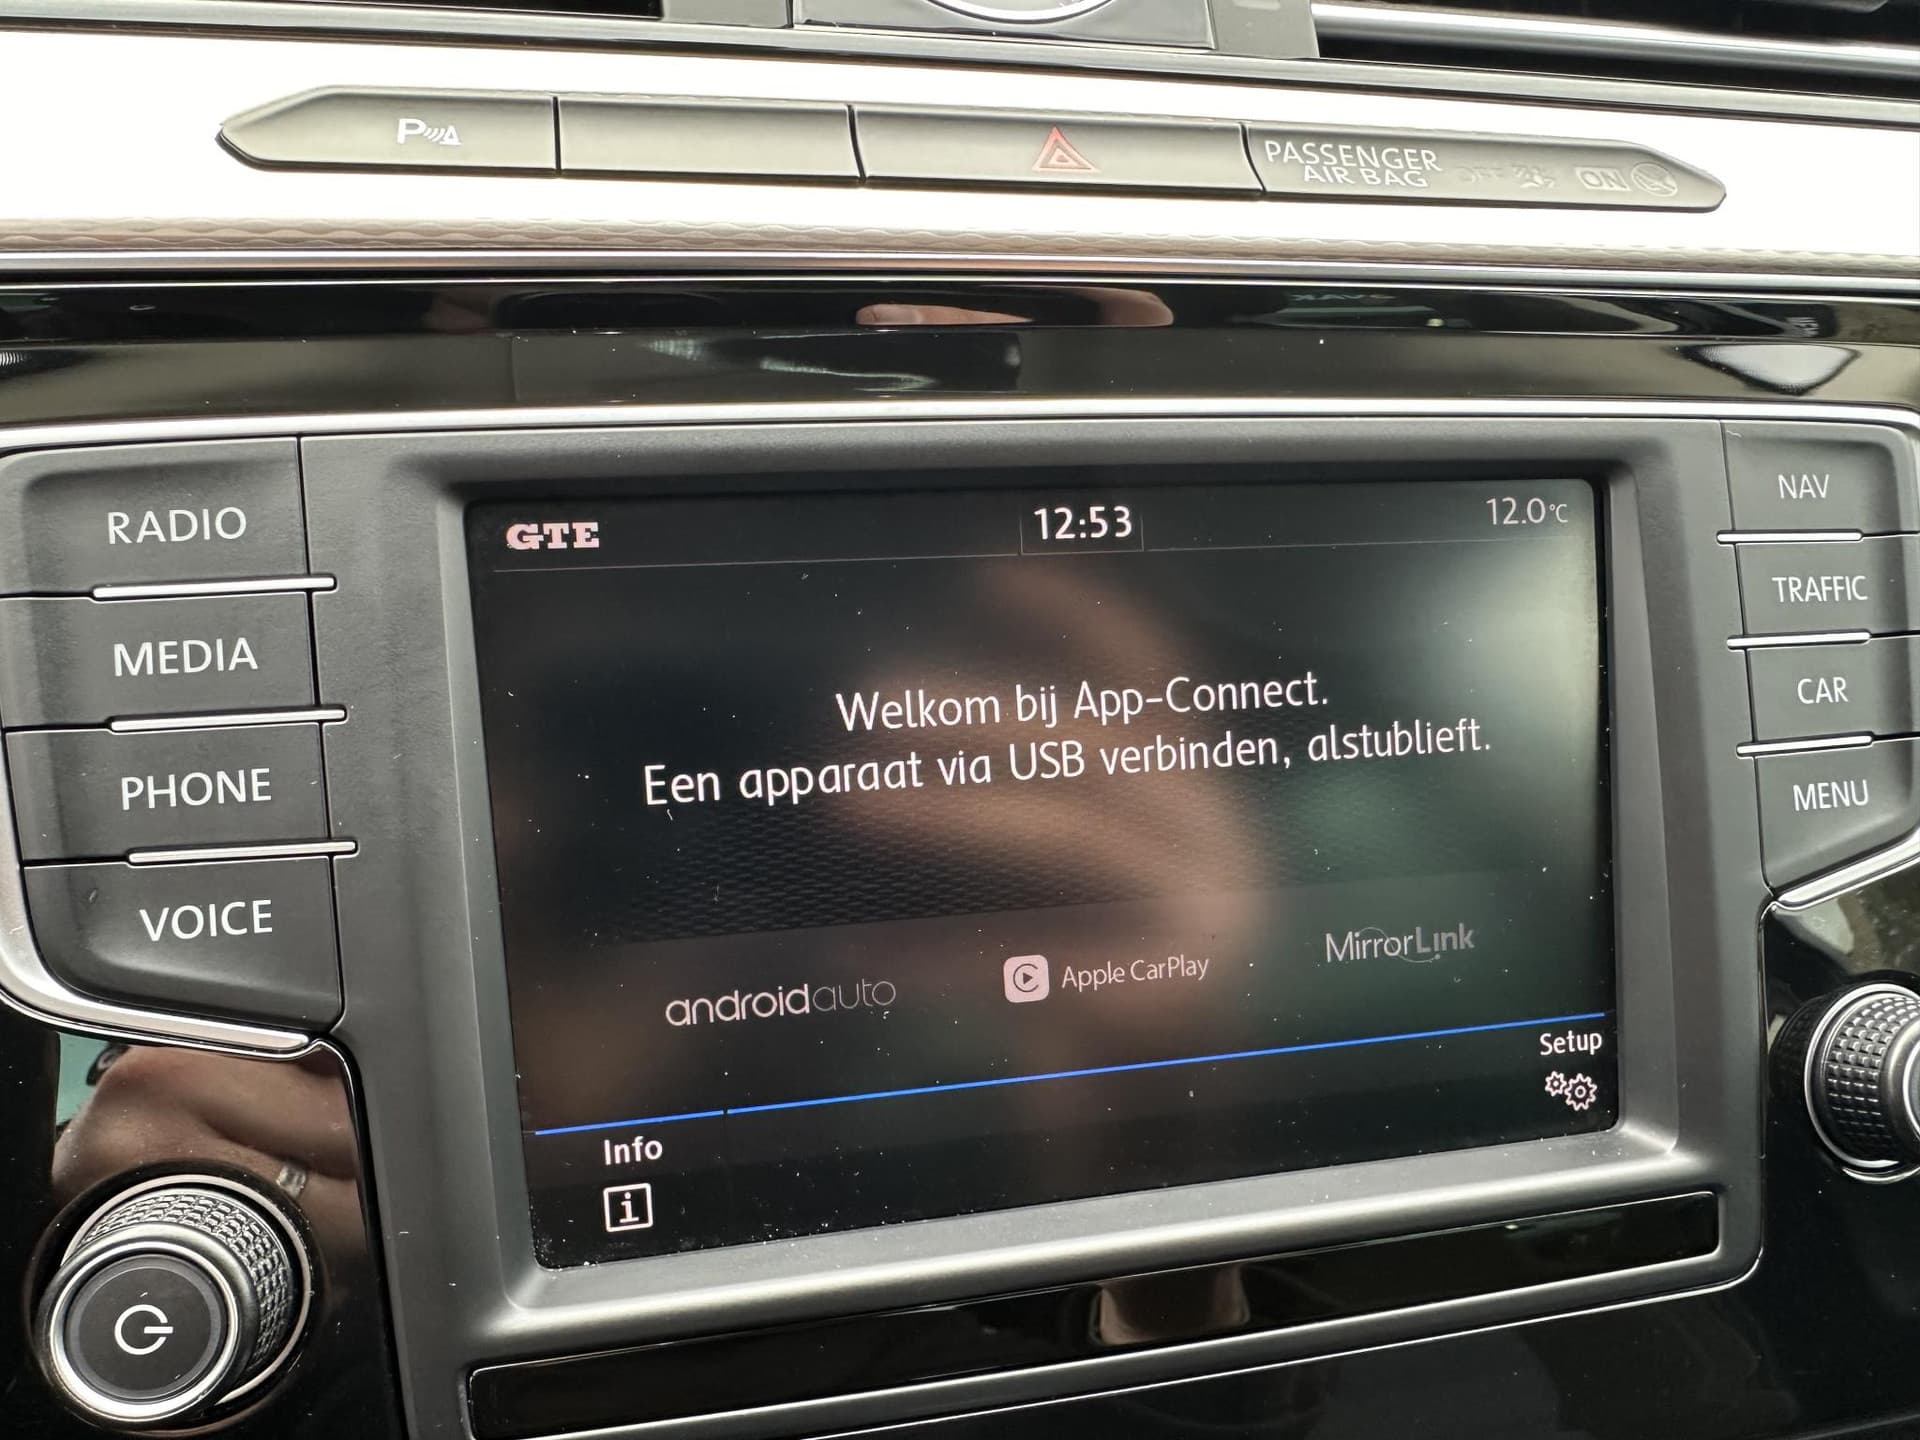 P
PASSENGER
AIR BAG
OFF
ON
RADIO
MEDIA
PHONE
VOICE
GTE
12:53
12.0°C
Welkom bij App-Connect.
Een apparaat via USB verbinden, alstublieft.
androidauto
Apple CarPlay
MirrorLink
Setup
Info
i
NAV
TRAFFIC
CAR
MENU